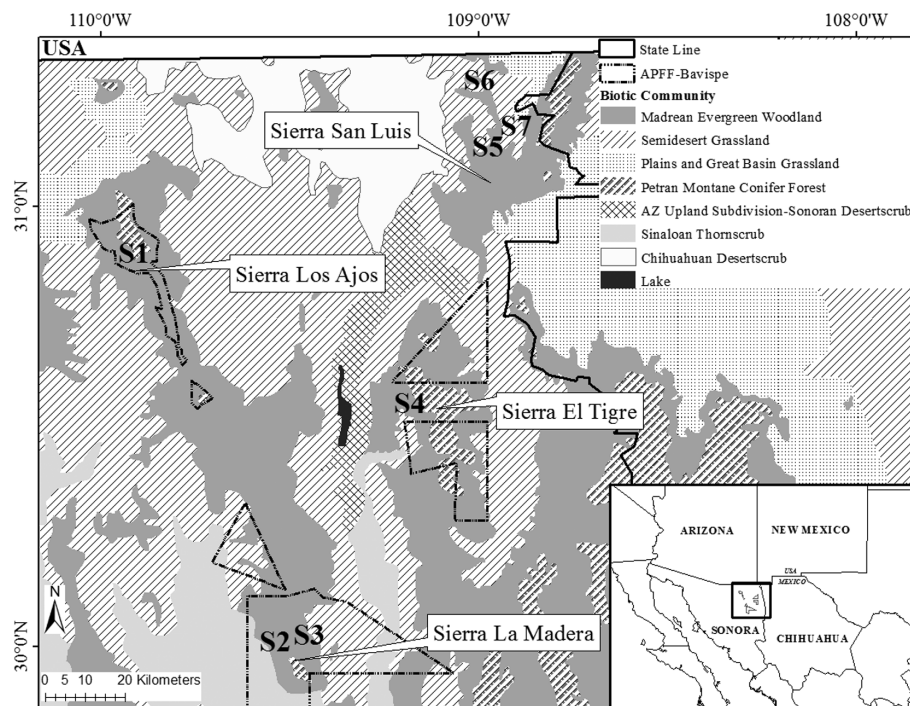 110°0'W
109°0'W
108°0'W
USA
State Line
APFF-Bavispe
Biotic Community
Madrean Evergreen Woodland
Semidesert Grassland
Plains and Great Basin Grassland
Petran Montane Conifer Forest
AZ Upland Subdivision-Sonoran Desertscrub
Sinaloan Thornscrub
Chihuahuan Desertscrub
Lake
S6
S7
S5
Sierra San Luis
31°0'N
S1
Sierra Los Ajos
S4
Sierra El Tigre
ARIZONA
NEW MEXICO
USA
MEXICO
SONORA
CHIHUAHUA
N
30°0'N
S2
S3
Sierra La Madera
0 5 10 20 Kilometers